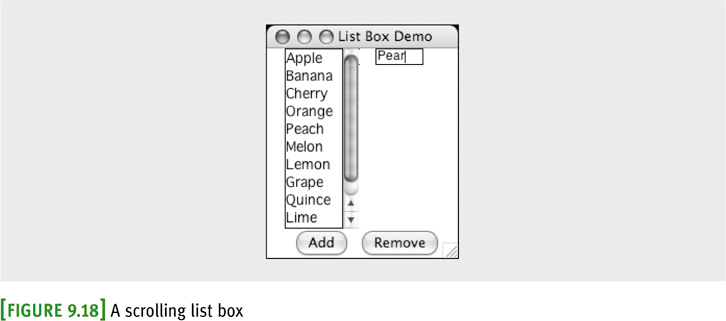 List Box Demo
Apple
Banana
Cherry
Orange
Peach
Melon
Lemon
Grape
Quince
Lime
Pear
Add
Remove
[FIGURE 9.18] A scrolling list box